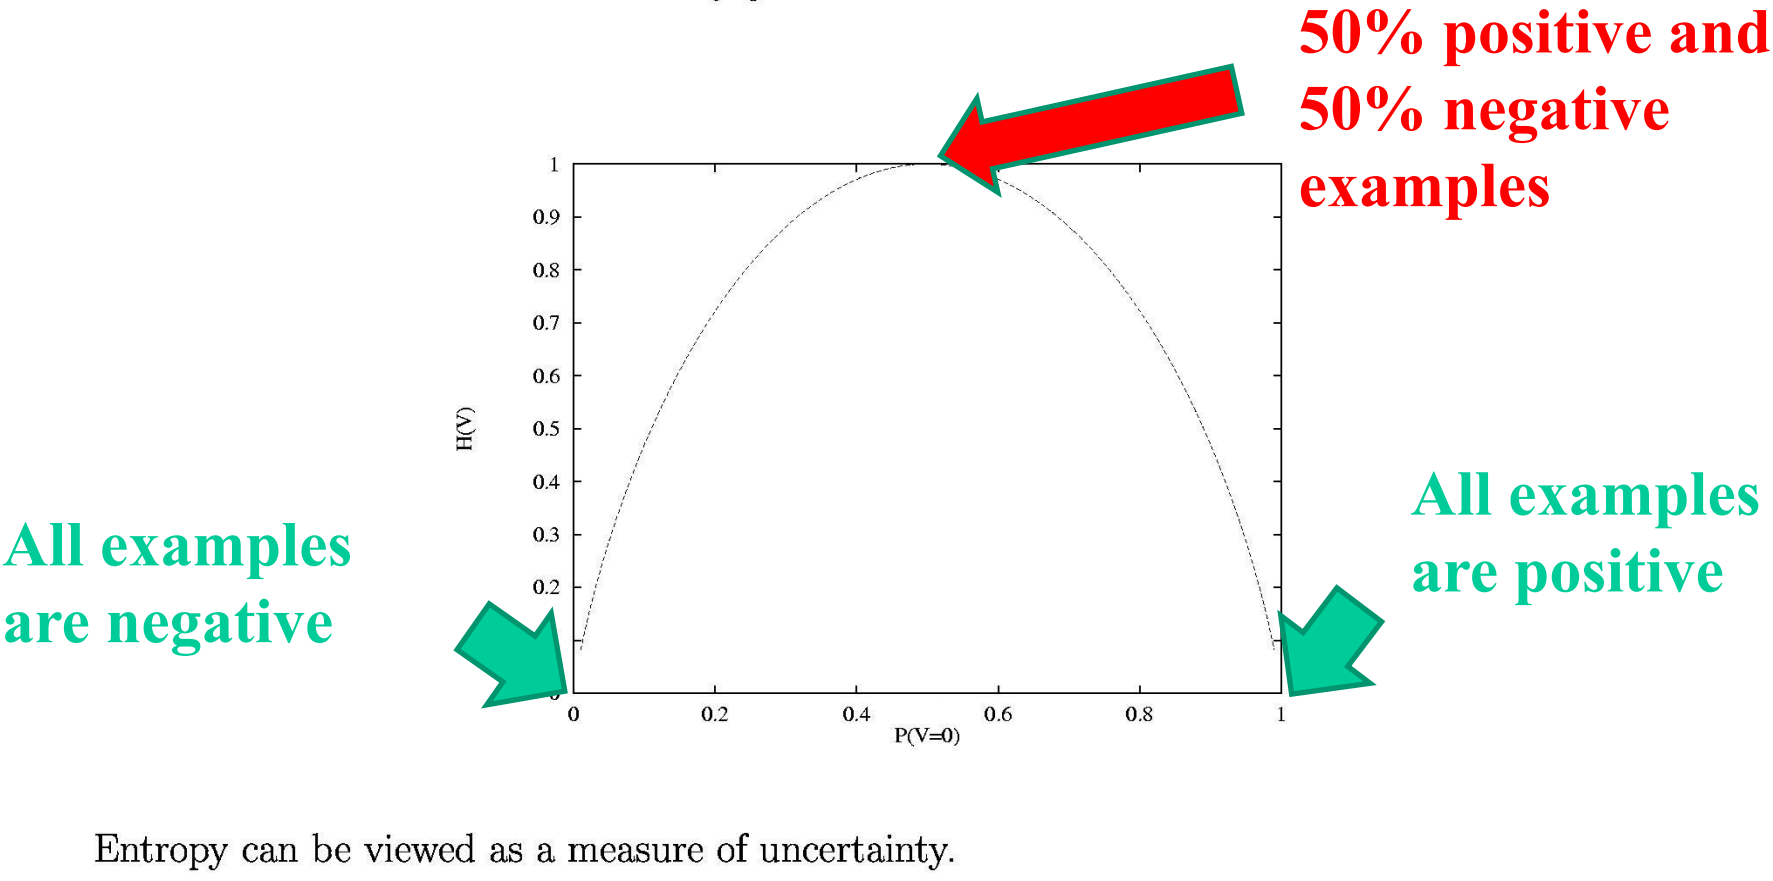 50% positive and
50% negative
examples
1
0.9
0.8
0.7
0.6
0.5
0.4
0.3
0.2
H(V)
All examples
are negative
All examples
are positive
0
0.2
0.4
0.6
0.8
1
P(V=0)
Entropy can be viewed as a measure of uncertainty.